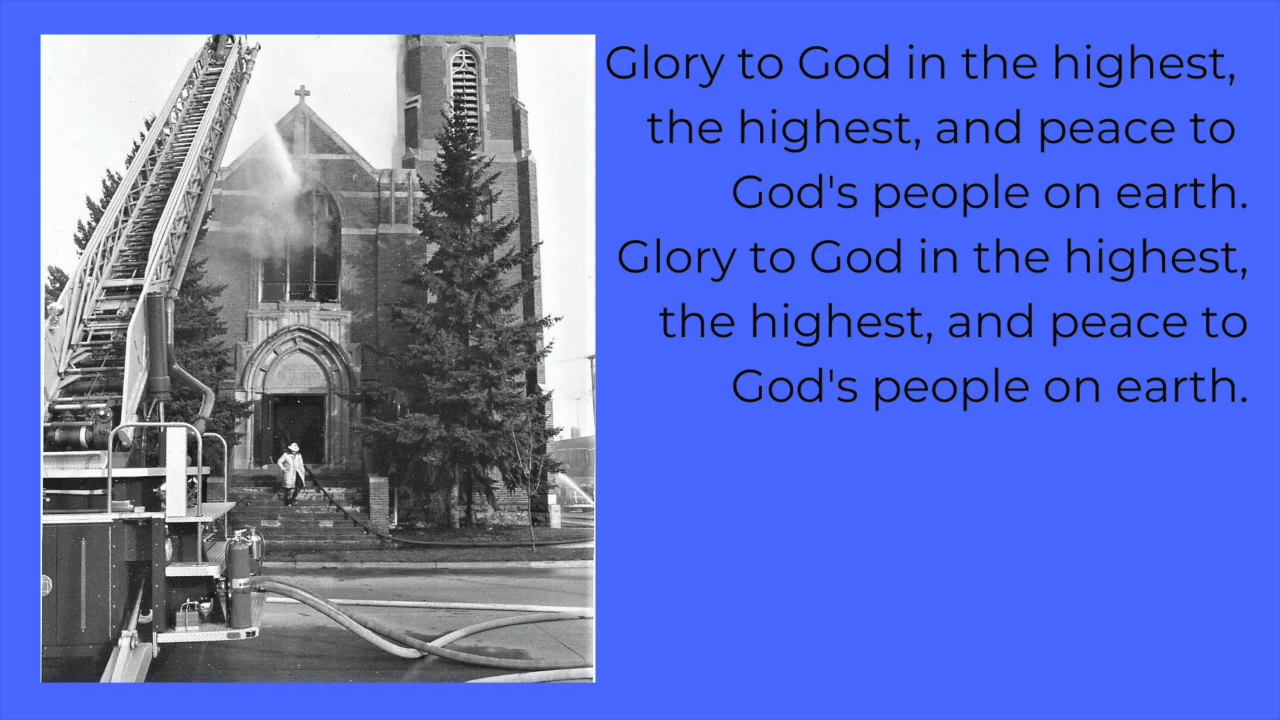 Glory to God in the highest,
the highest, and peace to
God's people on earth.
Glory to God in the highest,
the highest, and peace to
God's people on earth.